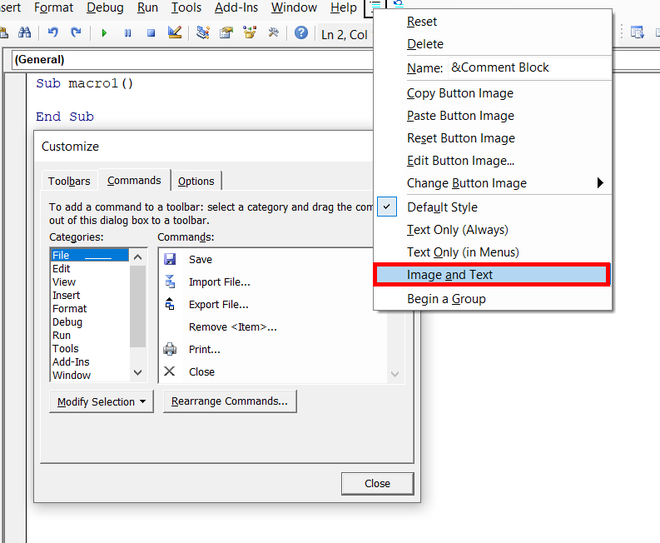 nsert Format Debug Run Tools Add-Ins Window Help
Ln 2, Col
(General)
Sub macro1()
End Sub
Customize
Toolbars Commands Options
To add a command to a toolbar: select a category and drag the com
out of this dialog box to a toolbar.
Categories: Commands:
File
Edit
View
Insert
Format
Debug
Run
Tools
Add-Ins
Window
Save
Import File...
Export File...
Remove <Item>...
Print...
Close
Modify Selection Rearrange Commands...
Close
Reset
Delete
Name: &Comment Block
Copy Button Image
Paste Button Image
Reset Button Image
Edit Button Image...
Change Button Image
Default Style
Text Only (Always)
Text Only (in Menus)
Image and Text
Begin a Group